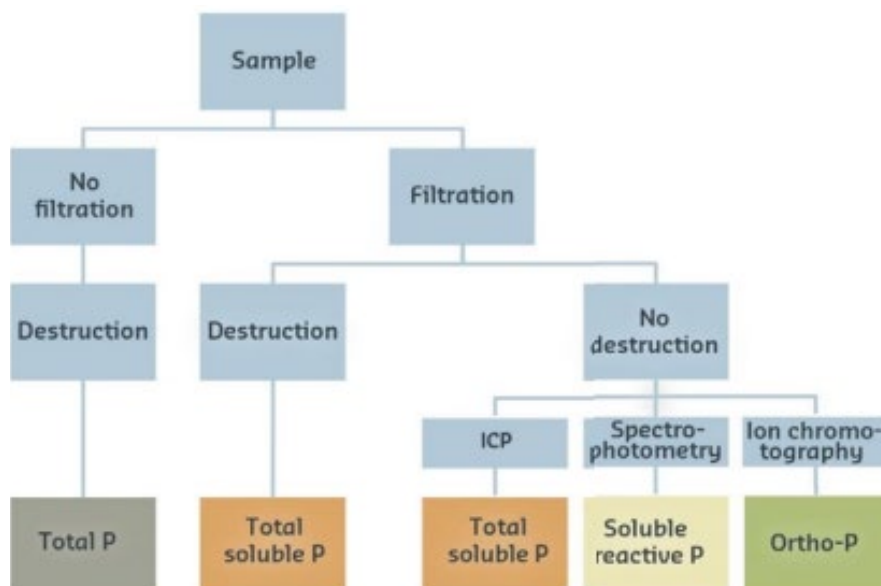 Sample
No
filtration
Filtration
Destruction
Destruction
No
destruction
ICP
Spectro-
photometry
Ion chromo-
tography
Total P
Total
soluble P
Total
soluble P
Soluble
reactive P
Ortho-P